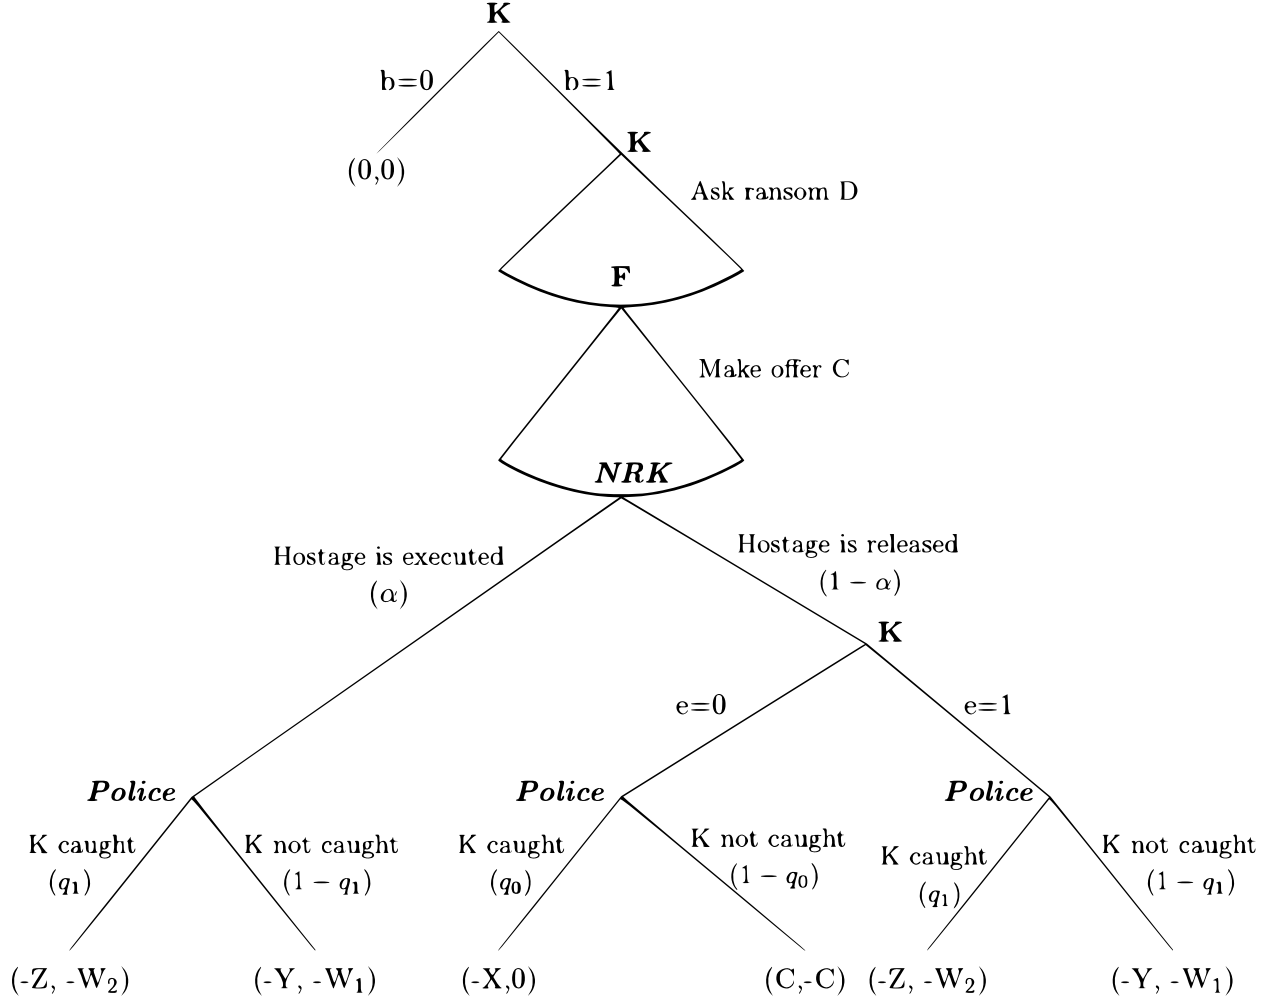 K
b=0 b=1
K
(0,0)
Ask ransom D
F
Make offer C
NRK
Hostage is executed
(α)
Hostage is released
(1 − α)
K
e=0 e=1
Police Police Police
K caught
(q₁)
K not caught
(1 − q₁)
K caught
(q₀)
K not caught
(1 − q₀)
K caught
(q₁)
K not caught
(1 − q₁)
(-Z, -W₂) (-Y, -W₁) (-X,0) (C,-C) (-Z, -W₂) (-Y, -W₁)